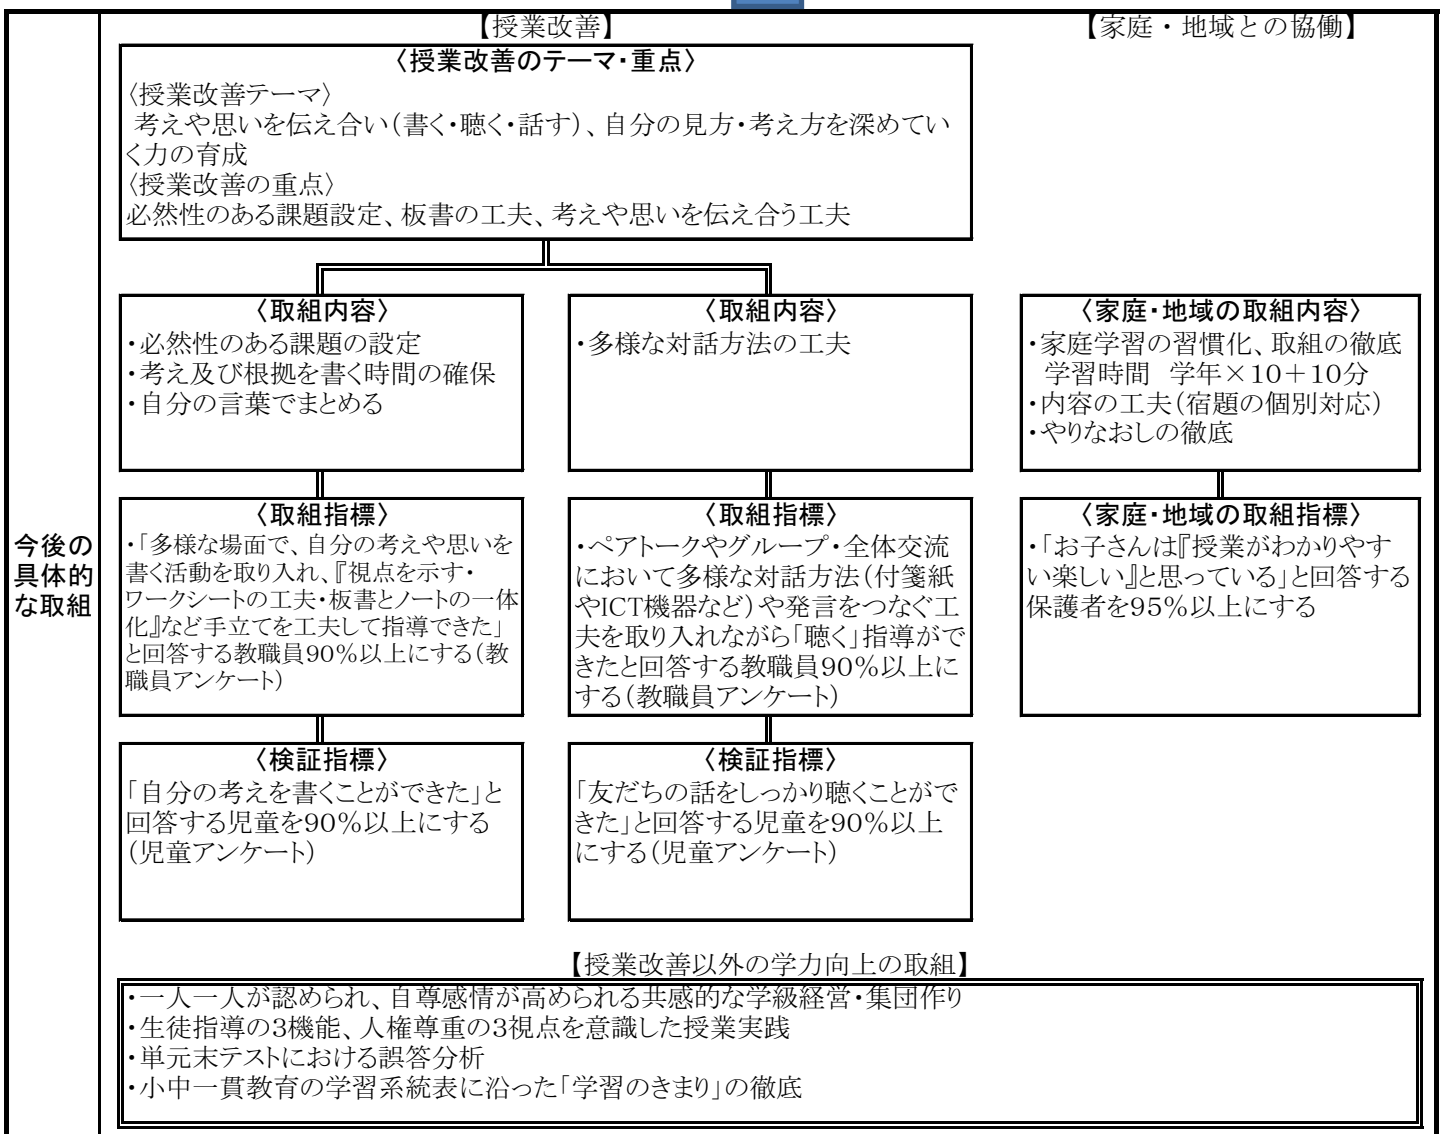 【授業改善】
【家庭・地域との協働】
〈授業改善のテーマ・重点〉
〈授業改善テーマ〉
考えや思いを伝え合い(書く・聴く・話す)、自分の見方・考え方を深めてい
く力の育成
〈授業改善の重点〉
必然性のある課題設定、板書の工夫、考えや思いを伝え合う工夫
今後の
具体的
な取組
〈取組内容〉
・必然性のある課題の設定
・考え及び根拠を書く時間の確保
・自分の言葉でまとめる
〈取組内容〉
・多様な対話方法の工夫
〈家庭・地域の取組内容〉
・家庭学習の習慣化、取組の徹底
学習時間 学年×10+10分
・内容の工夫(宿題の個別対応)
・やりなおしの徹底
〈取組指標〉
・「多様な場面で、自分の考えや思いを
書く活動を取り入れ、『視点を示す・
ワークシートの工夫・板書とノートの一体
化』など手立てを工夫して指導できた」
と回答する教職員90%以上にする(教
職員アンケート)
〈取組指標〉
・ペアトークやグループ・全体交流
において多様な対話方法(付箋紙
やICT機器など)や発言をつなぐ工
夫を取り入れながら「聴く」指導がで
きたと回答する教職員90%以上に
する(教職員アンケート)
〈家庭・地域の取組指標〉
・「お子さんは『授業がわかりやす
い楽しい』と思っている」と回答する
保護者を95%以上にする
〈検証指標〉
「自分の考えを書くことができた」と
回答する児童を90%以上にする
(児童アンケート)
〈検証指標〉
「友だちの話をしっかり聴くことがで
きた」と回答する児童を90%以上
にする(児童アンケート)
【授業改善以外の学力向上の取組】
・一人一人が認められ、自尊感情が高められる共感的な学級経営・集団作り
・生徒指導の3機能、人権尊重の3視点を意識した授業実践
・単元末テストにおける誤答分析
・小中一貫教育の学習系統表に沿った「学習のきまり」の徹底